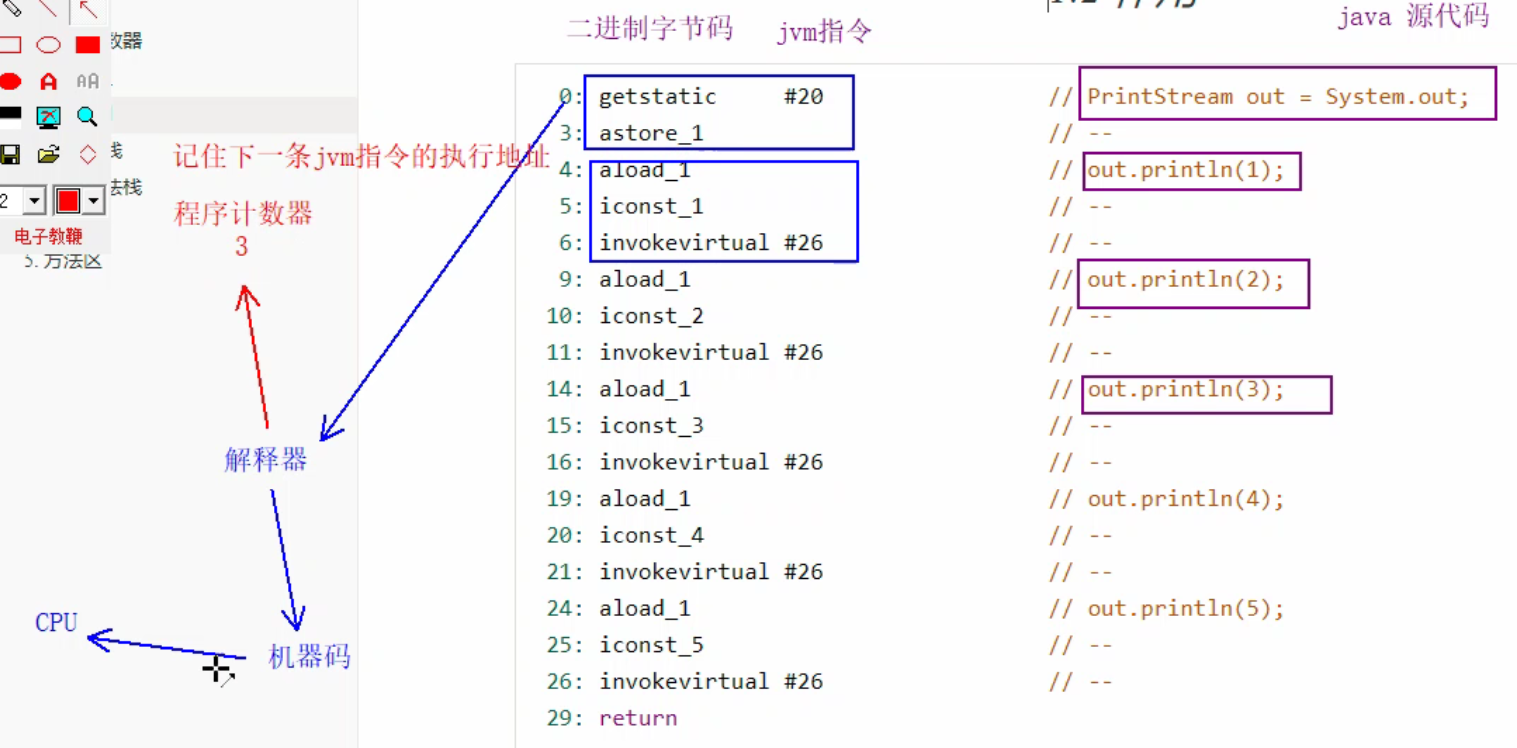 java 源代码
二进制字节码 jvm指令
数器
AA
0: getstatic #20 // PrintStream out = System.out;
3: astore_1 // --
记住下一条jvm指令的执行地址
栈
4: aload_1 // out.println(1);
法栈
2
5: iconst_1 // --
程序计数器
电子教鞭
3
6: invokevirtual #26 // --
5. 方法区
9: aload_1 // out.println(2);
10: iconst_2 // --
11: invokevirtual #26 // --
14: aload_1 // out.println(3);
15: iconst_3 // --
解释器
16: invokevirtual #26 // --
19: aload_1 // out.println(4);
20: iconst_4 // --
21: invokevirtual #26 // --
24: aload_1 // out.println(5);
CPU
25: iconst_5 // --
机器码
26: invokevirtual #26 // --
29: return